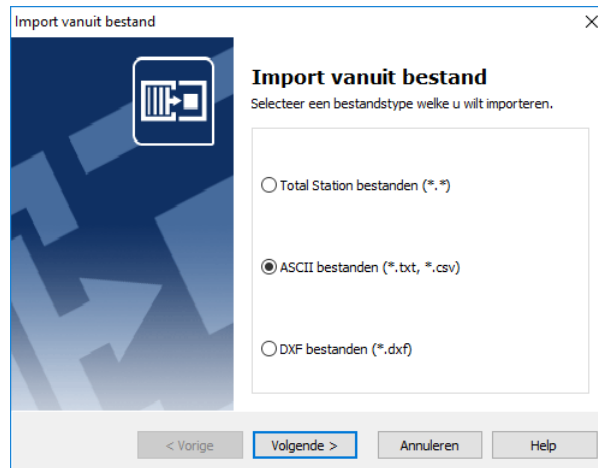 Import vanuit bestand
Import vanuit bestand
Selecteer een bestandstype welke u wilt importeren.
Total Station bestanden (*.*)
ASCII bestanden (*.txt, *.csv)
DXF bestanden (*.dxf)
< Vorige Volgende > Annuleren Help